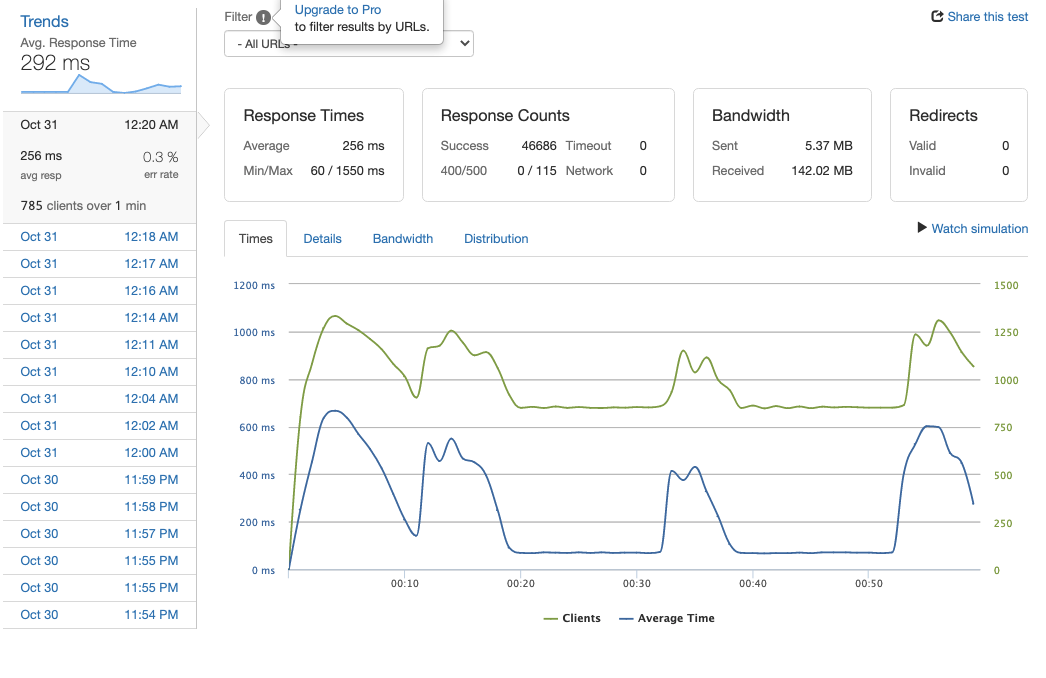 Trends
Avg. Response Time
292 ms
Oct 31 12:20 AM
256 ms 0.3 %
avg resp err rate
785 clients over 1 min
Oct 31 12:18 AM
Oct 31 12:17 AM
Oct 31 12:16 AM
Oct 31 12:14 AM
Oct 31 12:11 AM
Oct 31 12:10 AM
Oct 31 12:04 AM
Oct 31 12:02 AM
Oct 31 12:00 AM
Oct 30 11:59 PM
Oct 30 11:58 PM
Oct 30 11:57 PM
Oct 30 11:55 PM
Oct 30 11:55 PM
Oct 30 11:54 PM
Filter !
Upgrade to Pro
to filter results by URLs.
- All URLs -
Share this test
Response Times
Average 256 ms
Min/Max 60 / 1550 ms
Response Counts
Success 46686 Timeout 0
400/500 0 / 115 Network 0
Bandwidth
Sent 5.37 MB
Received 142.02 MB
Redirects
Valid 0
Invalid 0
Times Details Bandwidth Distribution
Watch simulation
1200 ms 1500
1000 ms 1250
800 ms 1000
600 ms 750
400 ms 500
200 ms 250
0 ms 0
00:10 00:20 00:30 00:40 00:50
Clients Average Time